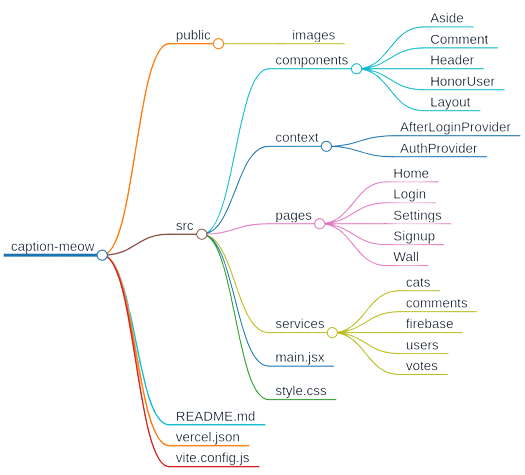 caption-meow
public
images
src
components
Aside
Comment
Header
HonorUser
Layout
context
AfterLoginProvider
AuthProvider
pages
Home
Login
Settings
Signup
Wall
services
cats
comments
firebase
users
votes
main.jsx
style.css
README.md
vercel.json
vite.config.js